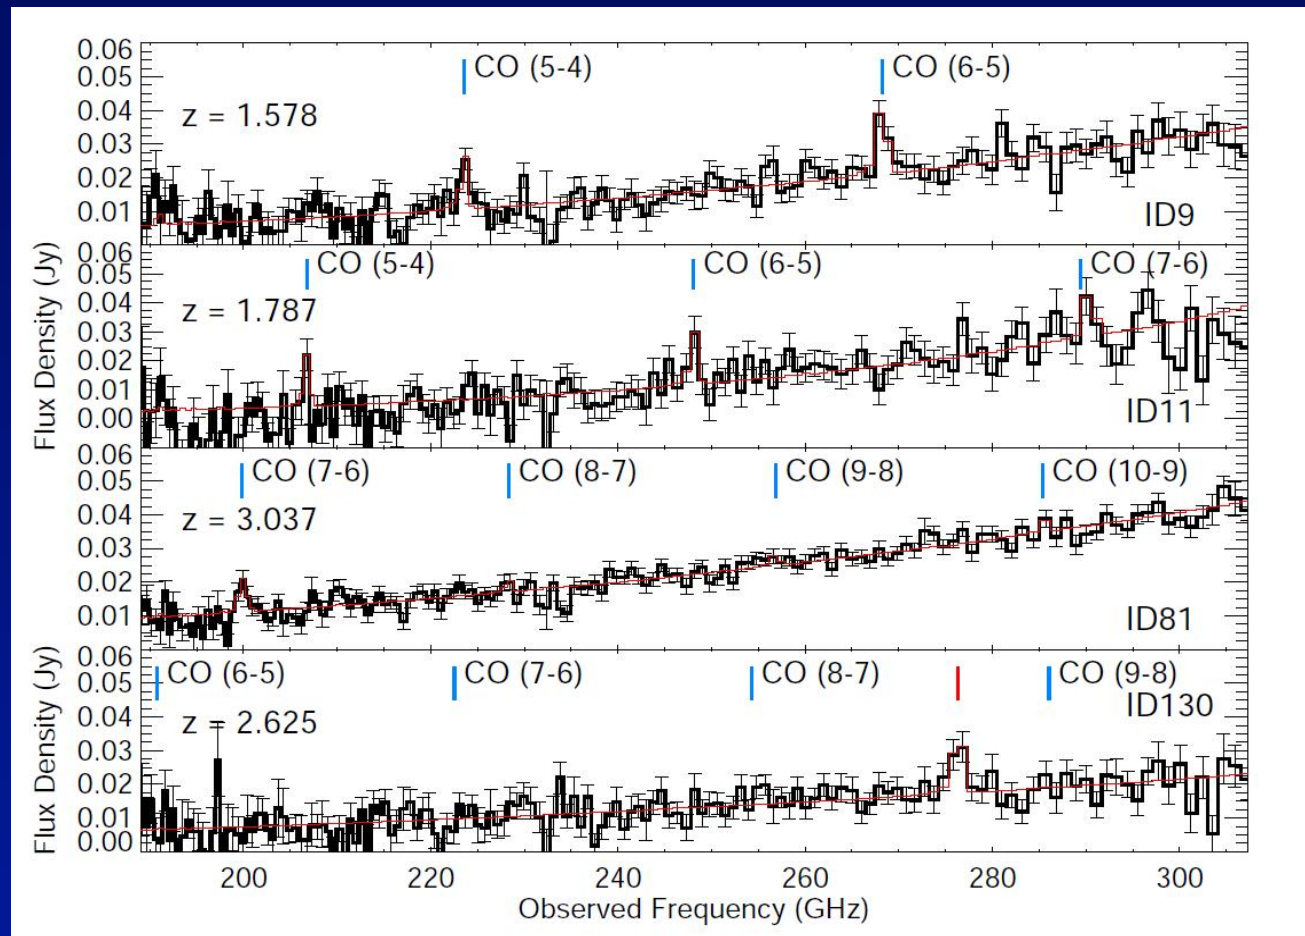 0.06
CO (5-4)
CO (6-5)
0.05
0.04
z = 1.578
0.03
0.02
0.01
ID9
0.06
CO (5-4)
CO (6-5)
CO (7-6)
0.05
0.04
z = 1.787
0.03
0.02
0.01
ID11
0.00
Flux Density (Jy)
0.06
CO (7-6)
CO (8-7)
CO (9-8)
CO (10-9)
0.05
0.04
z = 3.037
0.03
0.02
0.01
ID81
0.06
CO (6-5)
CO (7-6)
CO (8-7)
CO (9-8)
0.05
ID130
0.04
z = 2.625
0.03
0.02
0.01
0.00
Flux Density (Jy)
200
220
240
260
280
300
Observed Frequency (GHz)